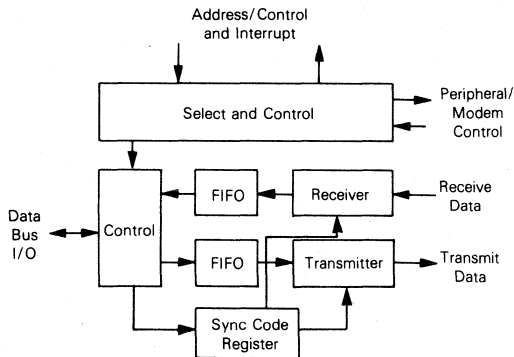 Address/Control
and Interrupt
Select and Control
Peripheral/
Modem
Control
FIFO
Receiver
Receive
Data
Data
Bus
I/O
Control
FIFO
Transmitter
Transmit
Data
Sync Code
Register